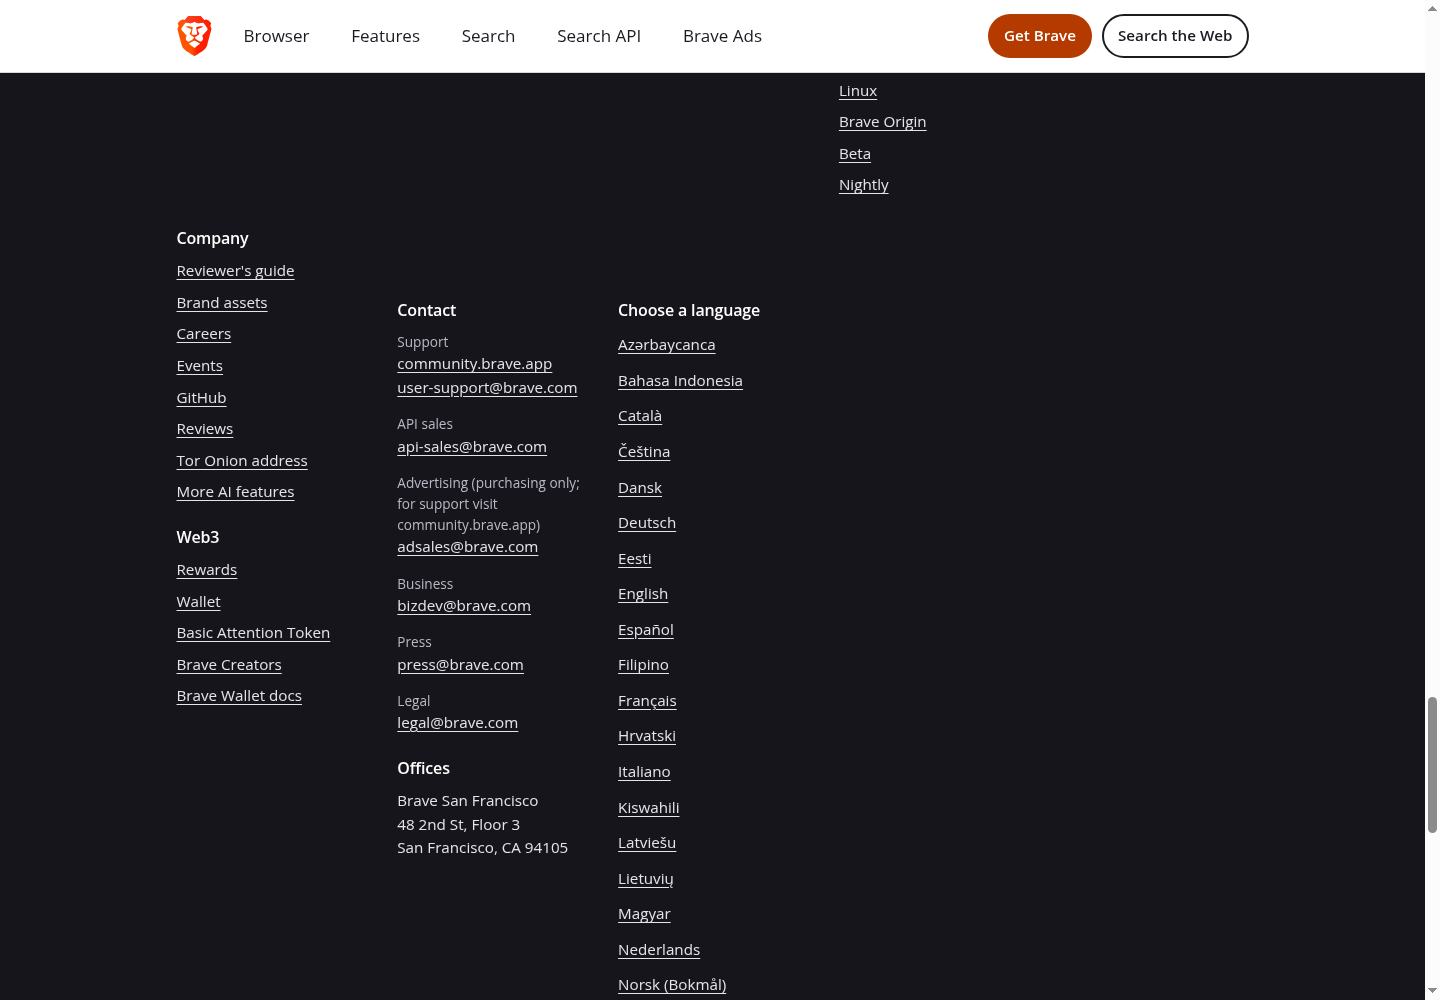 Browser
Features
Search
Search API
Brave Ads
Get Brave
Search the Web
Linux
Brave Origin
Beta
Nightly
Company
Reviewer's guide
Brand assets
Careers
Events
GitHub
Reviews
Tor Onion address
More AI features
Web3
Rewards
Wallet
Basic Attention Token
Brave Creators
Brave Wallet docs
Contact
Support
community.brave.app
user-support@brave.com
API sales
api-sales@brave.com
Advertising (purchasing only;
for support visit
community.brave.app)
adsales@brave.com
Business
bizdev@brave.com
Press
press@brave.com
Legal
legal@brave.com
Offices
Brave San Francisco
48 2nd St, Floor 3
San Francisco, CA 94105
Choose a language
Azərbaycanca
Bahasa Indonesia
Català
Čeština
Dansk
Deutsch
Eesti
English
Español
Filipino
Français
Hrvatski
Italiano
Kiswahili
Latviešu
Lietuvių
Magyar
Nederlands
Norsk (Bokmål)